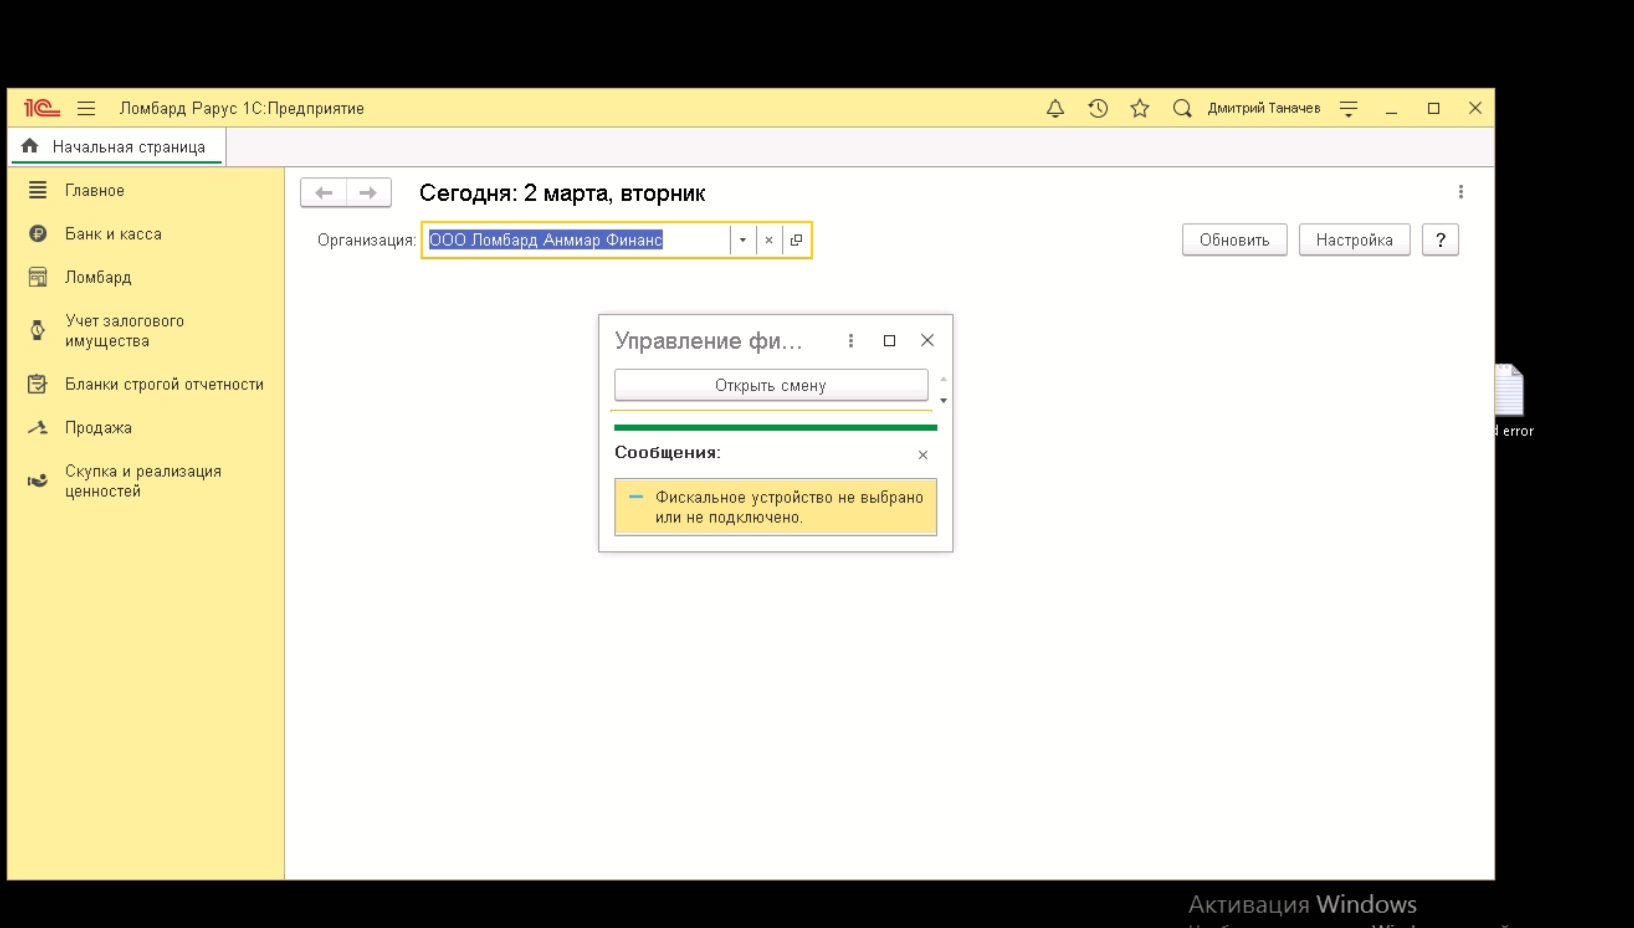 1С Ломбард Рарус 1С:Предприятие Дмитрий Таначев
Начальная страница
Главное
Банк и касса
Ломбард
Учет залогового
имущества
Бланки строгой отчетности
Продажа
Скупка и реализация
ценностей
Сегодня: 2 марта, вторник
Организация: ООО Ломбард Анмиар Финанс
Обновить Настройка ?
Управление фи...
Открыть смену
Сообщения:
Фискальное устройство не выбрано
или не подключено.
error
Активация Windows